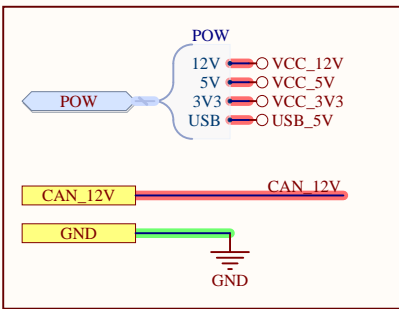 POW
12V VCC_12V
5V VCC_5V
POW 3V3 VCC_3V3
USB USB_5V
CAN_12V CAN_12V
GND
GND